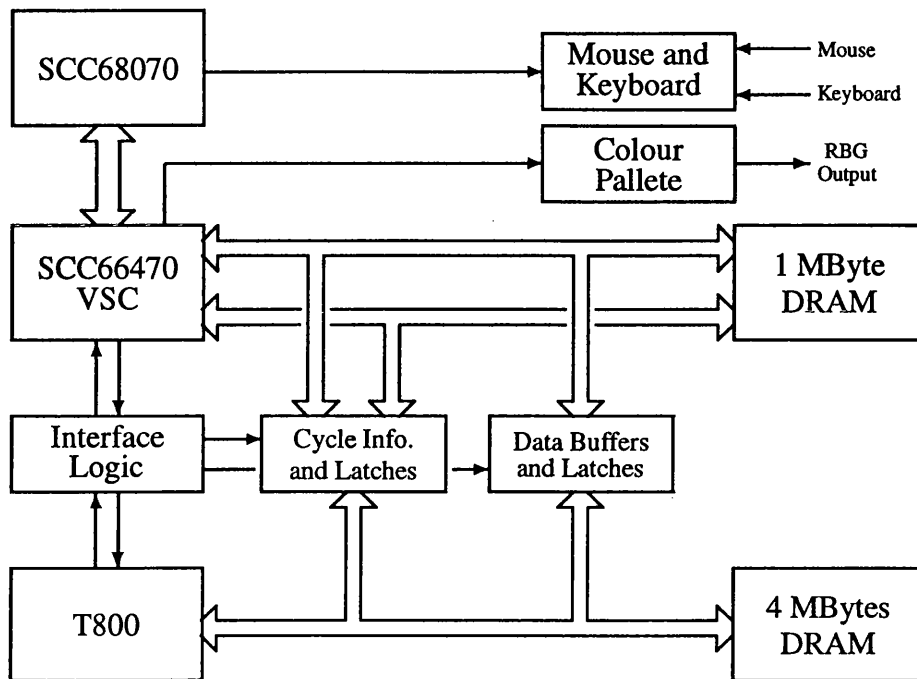 SCC68070
Mouse and
Keyboard
Mouse
Keyboard
Colour
Pallete
RBG
Output
SCC66470
VSC
1 MByte
DRAM
Interface
Logic
Cycle Info.
and Latches
Data Buffers
and Latches
T800
4 MBytes
DRAM